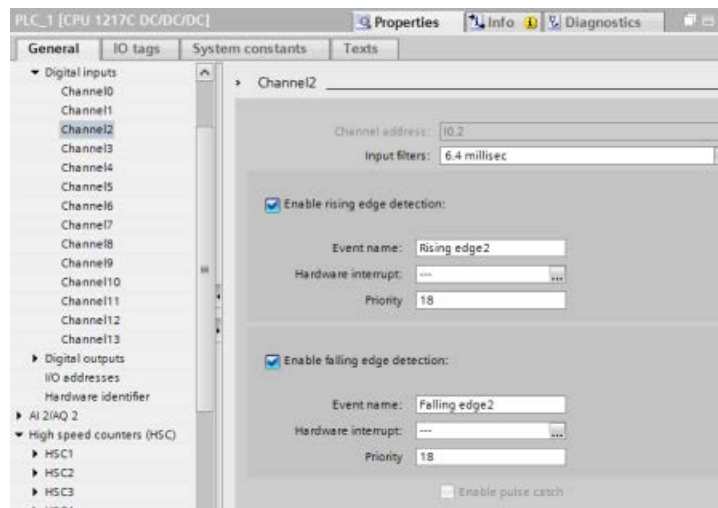 PLC_1 [CPU 1217C DC/DC/DC]
Properties Info Diagnostics
General IO tags System constants Texts
Digital inputs
Channel0
Channel1
Channel2
Channel3
Channel4
Channel5
Channel6
Channel7
Channel8
Channel9
Channel10
Channel11
Channel12
Channel13
Digital outputs
I/O addresses
Hardware identifier
AI 2/AQ 2
High speed counters (HSC)
HSC1
HSC2
HSC3
Channel2
Channel address: I0.2
Input filters: 6.4 millisec
Enable rising edge detection:
Event name: Rising edge2
Hardware interrupt: ---
...
Priority 18
Enable falling edge detection:
Event name: Falling edge2
Hardware interrupt: ---
...
Priority 18
Enable pulse catch